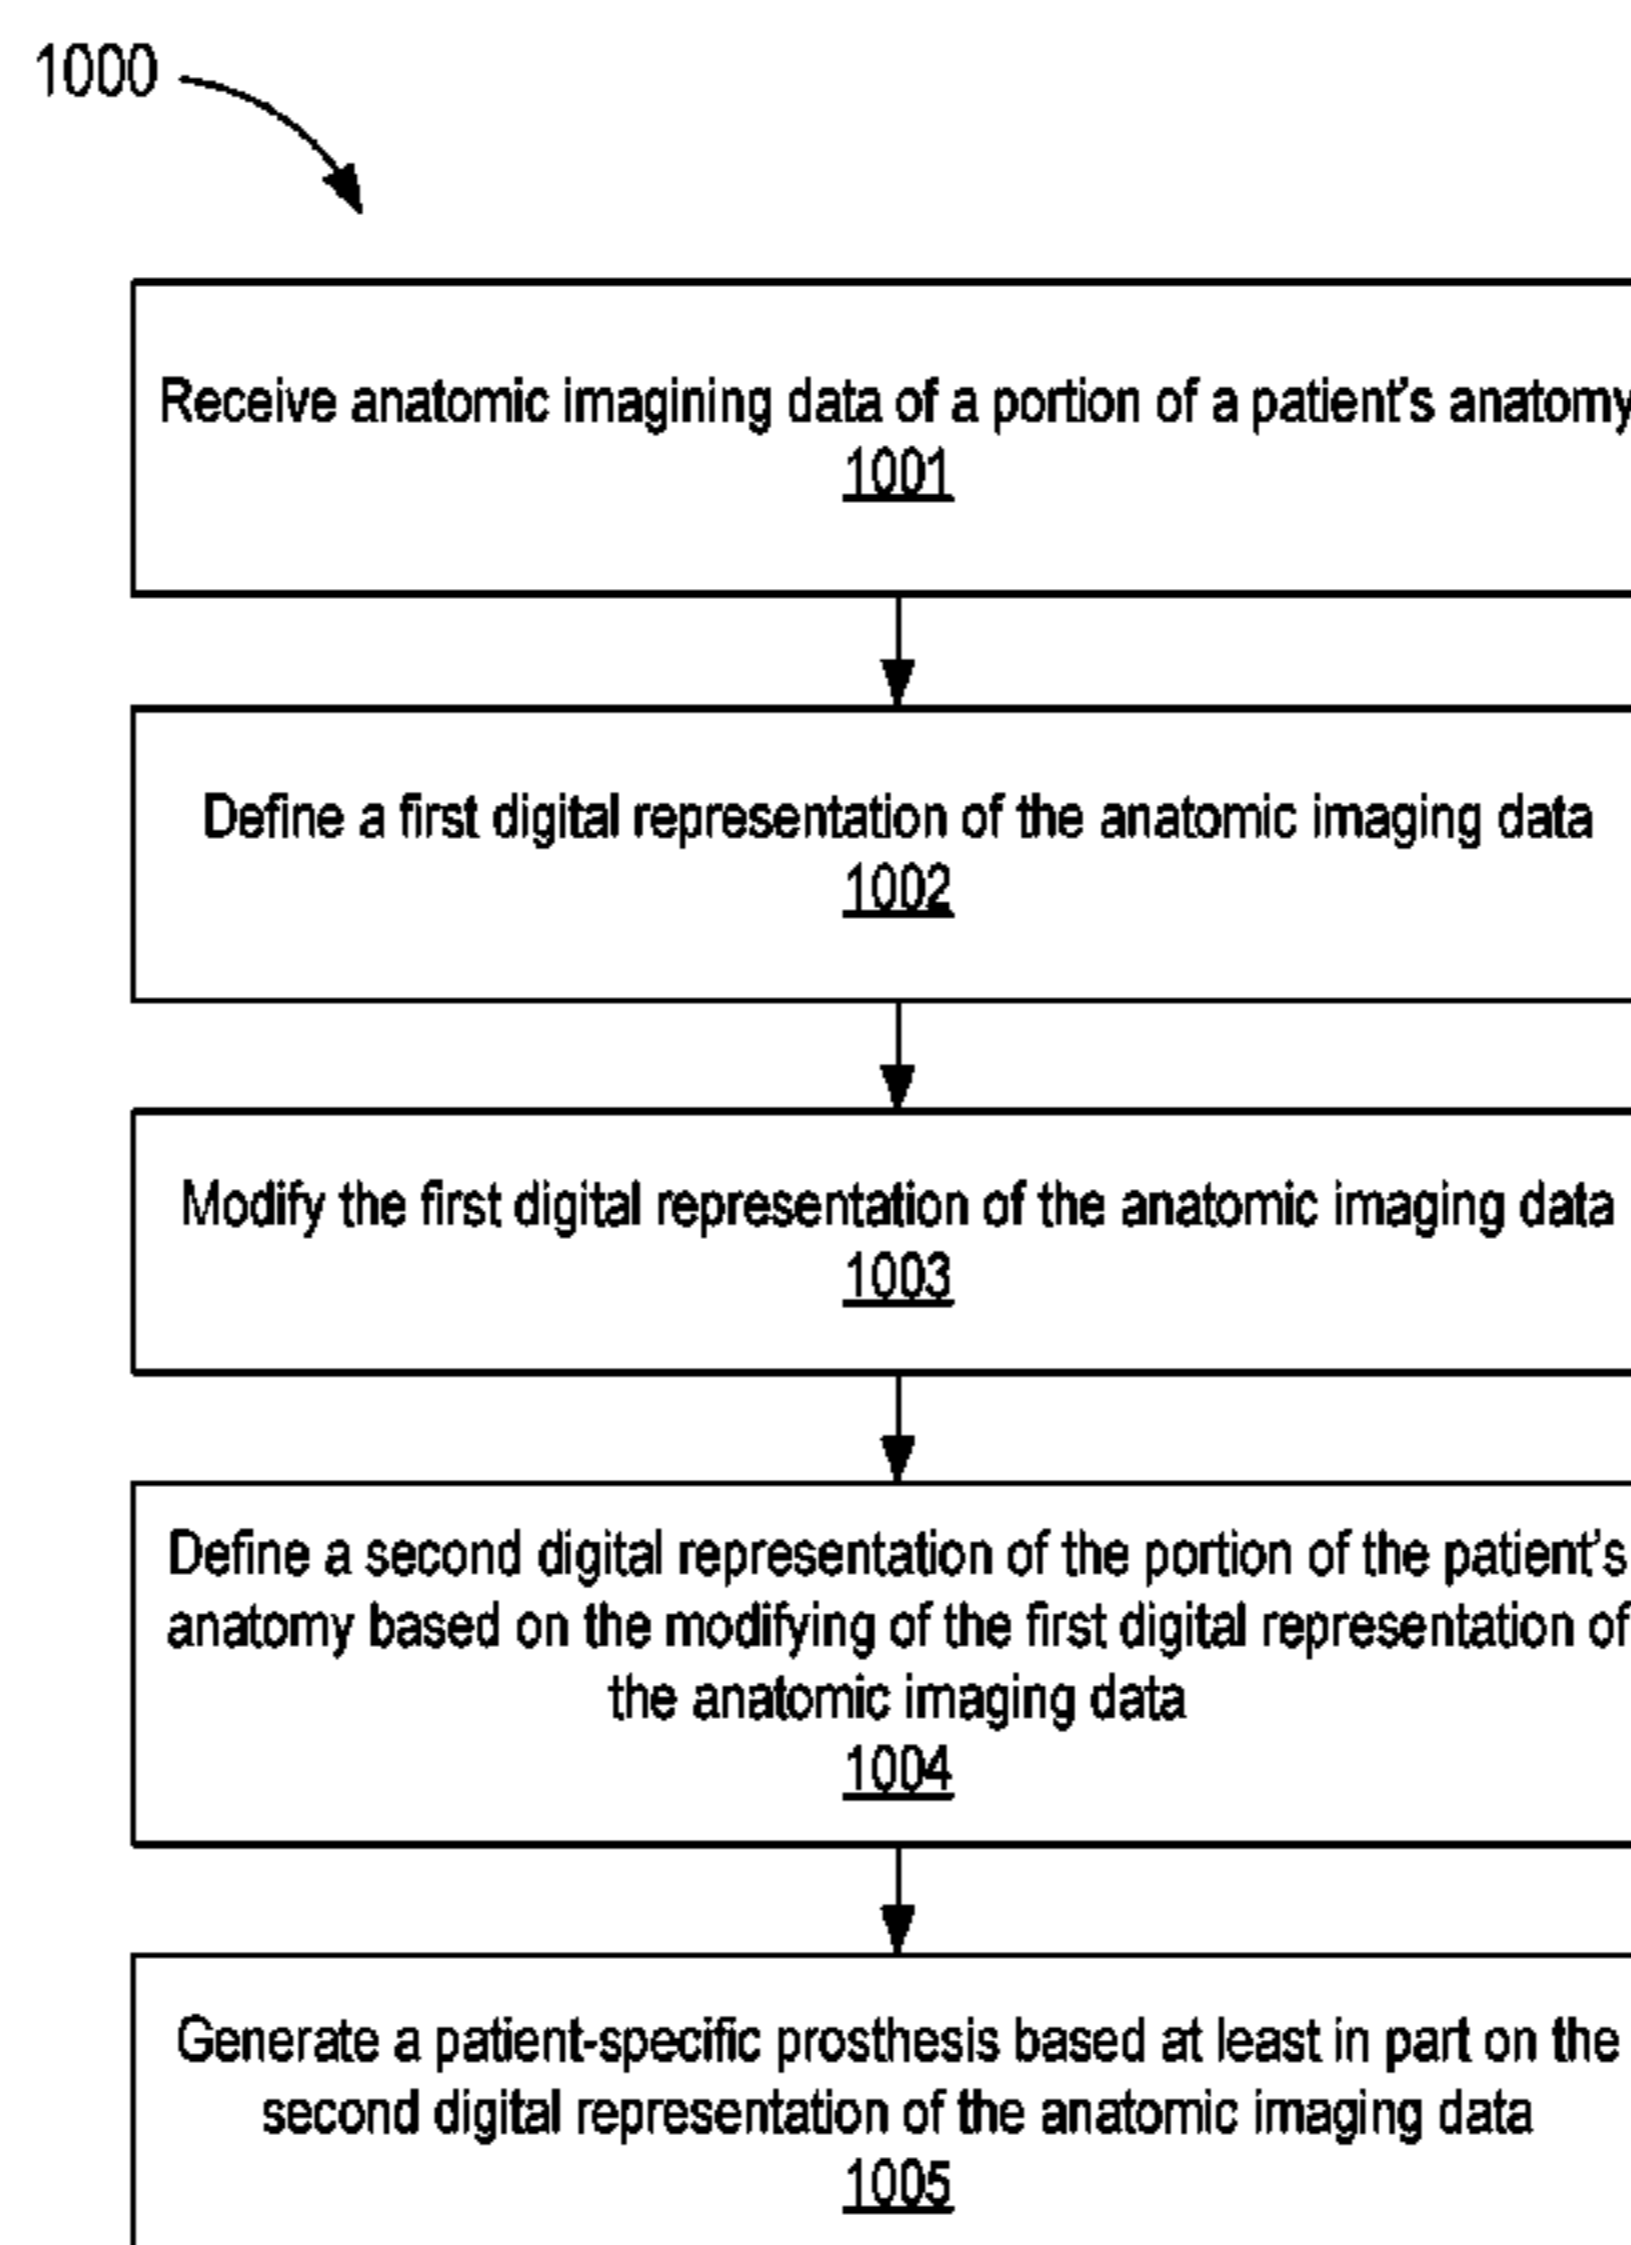 1000
Receive anatomic imagining data of a portion of a patient's anatomy
1001
Define a first digital representation of the anatomic imaging data
1002
Modify the first digital representation of the anatomic imaging data
1003
Define a second digital representation of the portion of the patient's
anatomy based on the modifying of the first digital representation of
the anatomic imaging data
1004
Generate a patient-specific prosthesis based at least in part on the
second digital representation of the anatomic imaging data
1005